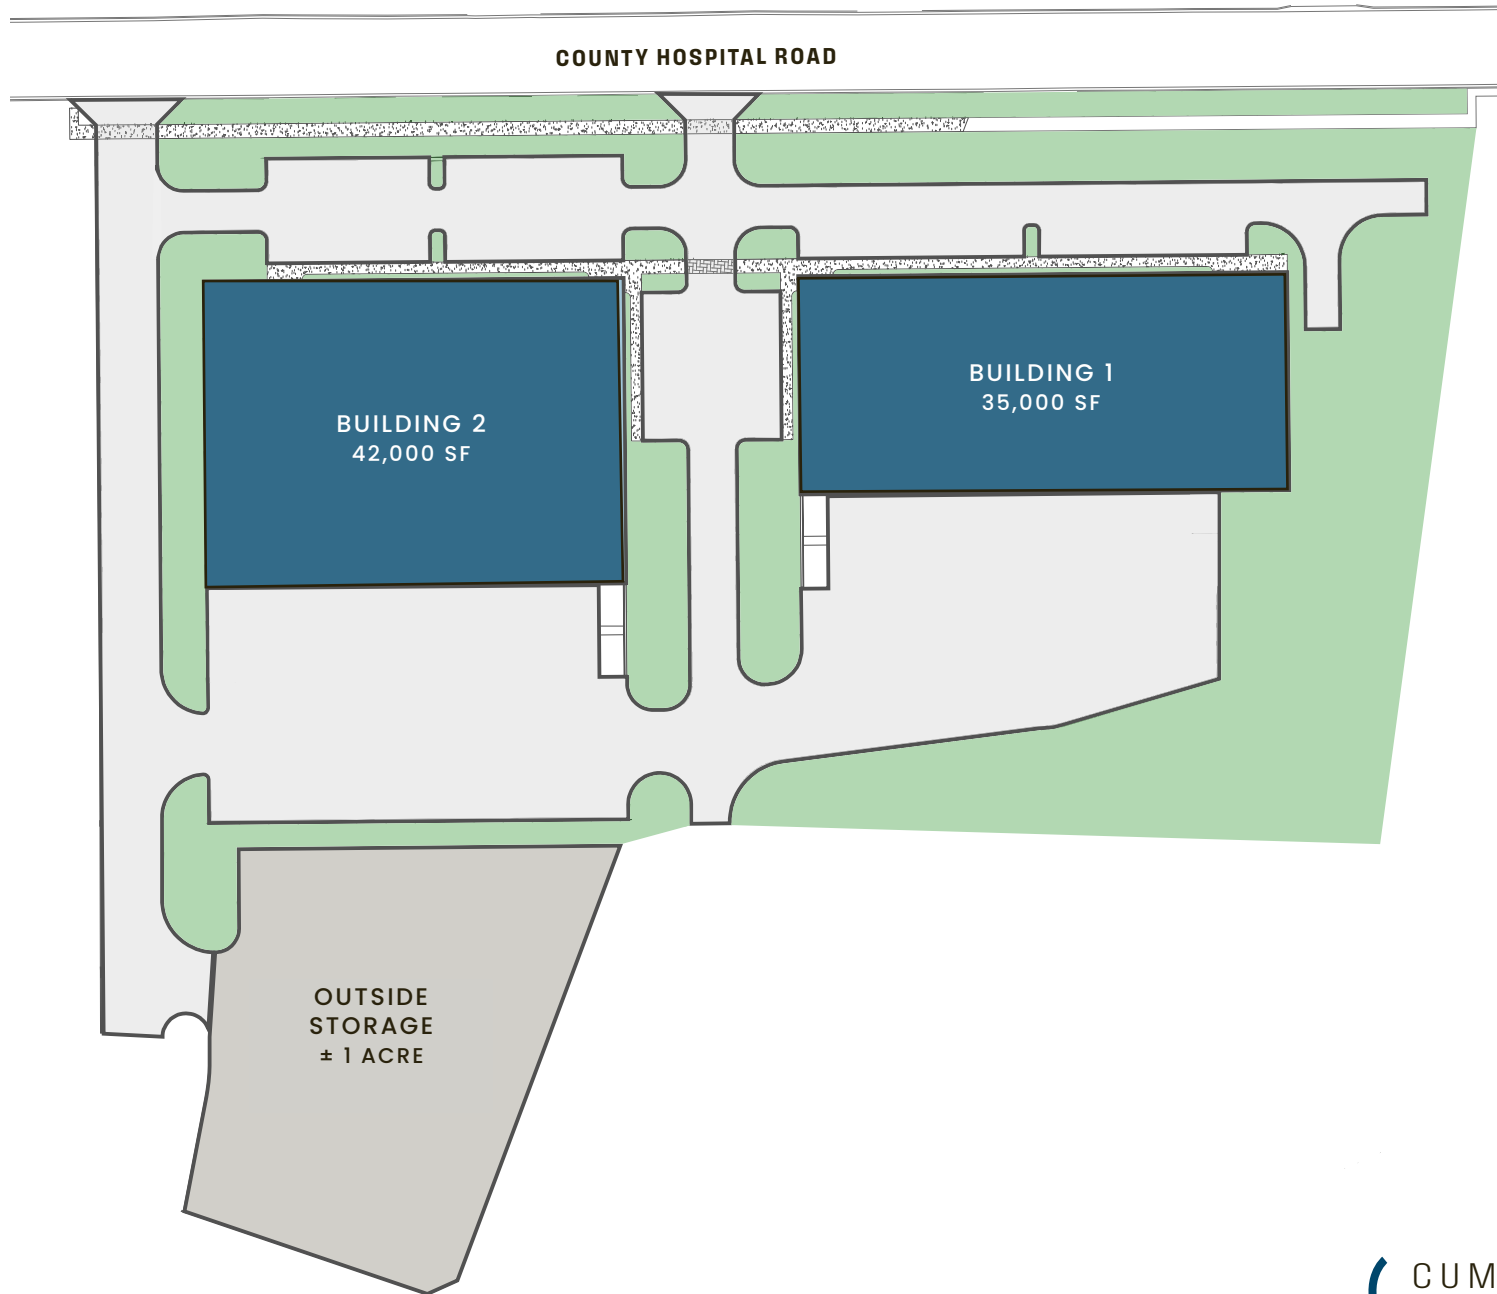 COUNTY HOSPITAL ROAD
BUILDING 1
35,000 SF
BUILDING 2
42,000 SF
OUTSIDE
STORAGE
± 1 ACRE
CUM